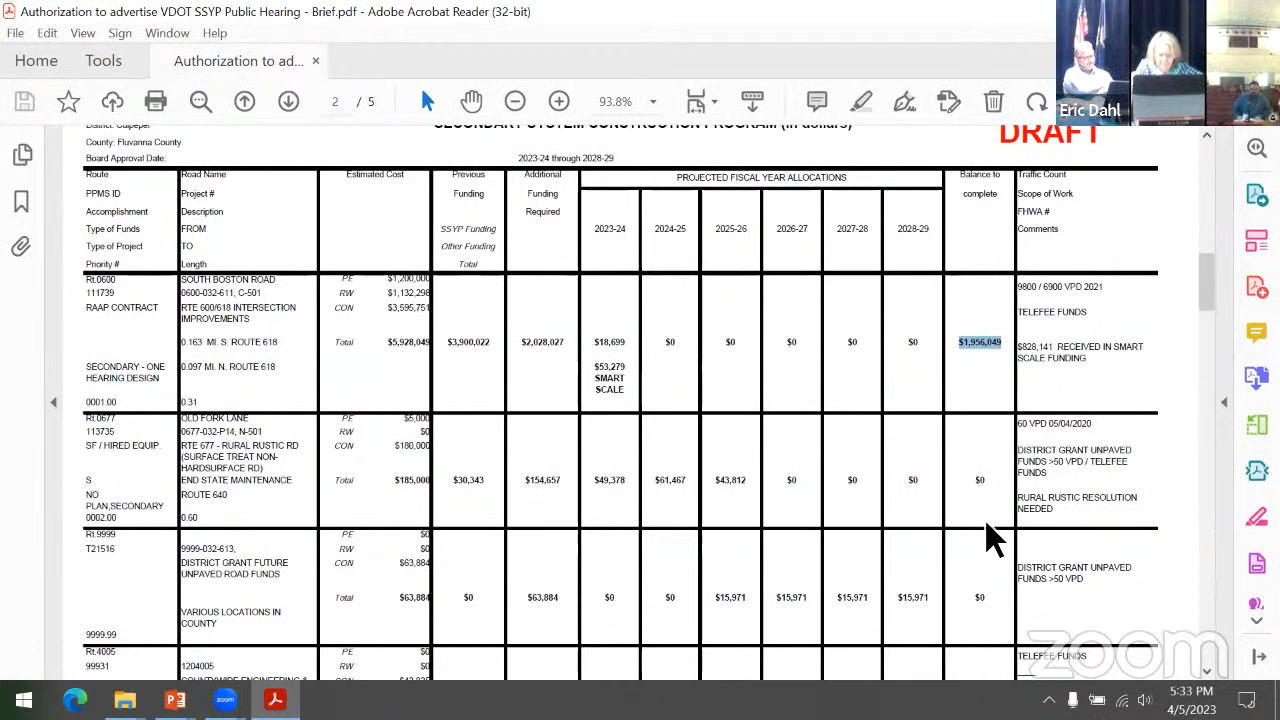 Authorization to advertise VDOT SSYP Public Hearing - Brief.pdf - Adobe Acrobat Reader (32-bit)
File Edit View Sign Window Help
Home Tools Authorization to ad... ×
2 / 5 93.8%
Eric Dahl
District: Culpeper
SECONDARY SYSTEM CONSTRUCTION PROGRAM (in dollars)
DRAFT
County: Fluvanna County
Board Approval Date:
2023-24 through 2028-29
Route Road Name Estimated Cost Previous Additional PROJECTED FISCAL YEAR ALLOCATIONS Balance to Traffic Count
PPMS ID Project # Funding Funding complete Scope of Work
Accomplishment Description Required FHWA #
Type of Funds FROM SSYP Funding 2023-24 2024-25 2025-26 2026-27 2027-28 2028-29 Comments
Type of Project TO Other Funding
Priority # Length Total
Rt.0600 SOUTH BOSTON ROAD PE $1,200,000
9800 / 6900 VPD 2021
111739 0600-032-611, C-501 RW $1,132,298
RAAP CONTRACT RTE 600/618 INTERSECTION CON $3,595,751 TELEFEE FUNDS
IMPROVEMENTS
0.163 MI. S. ROUTE 618 Total $5,928,049 $3,900,022 $2,028,027 $18,699 $0 $0 $0 $0 $0 $1,956,049 $828,141 RECEIVED IN SMART
SCALE FUNDING
SECONDARY - ONE 0.097 MI. N. ROUTE 618 $53,279
HEARING DESIGN SMART
SCALE
0001.00 0.31
Rt.0677 OLD FORK LANE PE $5,000 60 VPD 05/04/2020
113735 0677-032-P14, N-501 RW $0
SF / HIRED EQUIP. RTE 677 - RURAL RUSTIC RD CON $180,000 DISTRICT GRANT UNPAVED
(SURFACE TREAT NON- FUNDS >50 VPD / TELEFEE
HARDSURFACE RD) FUNDS
S END STATE MAINTENANCE Total $185,000 $30,343 $154,657 $49,378 $61,467 $43,812 $0 $0 $0 $0
NO ROUTE 640 RURAL RUSTIC RESOLUTION
PLAN,SECONDARY NEEDED
0002.00 0.60
Rt.9999 PE $0
T21516 9999-032-613, RW $0
DISTRICT GRANT FUTURE CON $63,884 DISTRICT GRANT UNPAVED
UNPAVED ROAD FUNDS FUNDS >50 VPD
Total $63,884 $0 $63,884 $0 $0 $15,971 $15,971 $15,971 $15,971 $0
VARIOUS LOCATIONS IN
COUNTY
9999.99
Rt.4005 PE $0 TELEFEE FUNDS
99931 1204005 RW $0
COUNTYWIDE ENGINEERING & CON
zoom
zoom
5:33 PM
4/5/2023